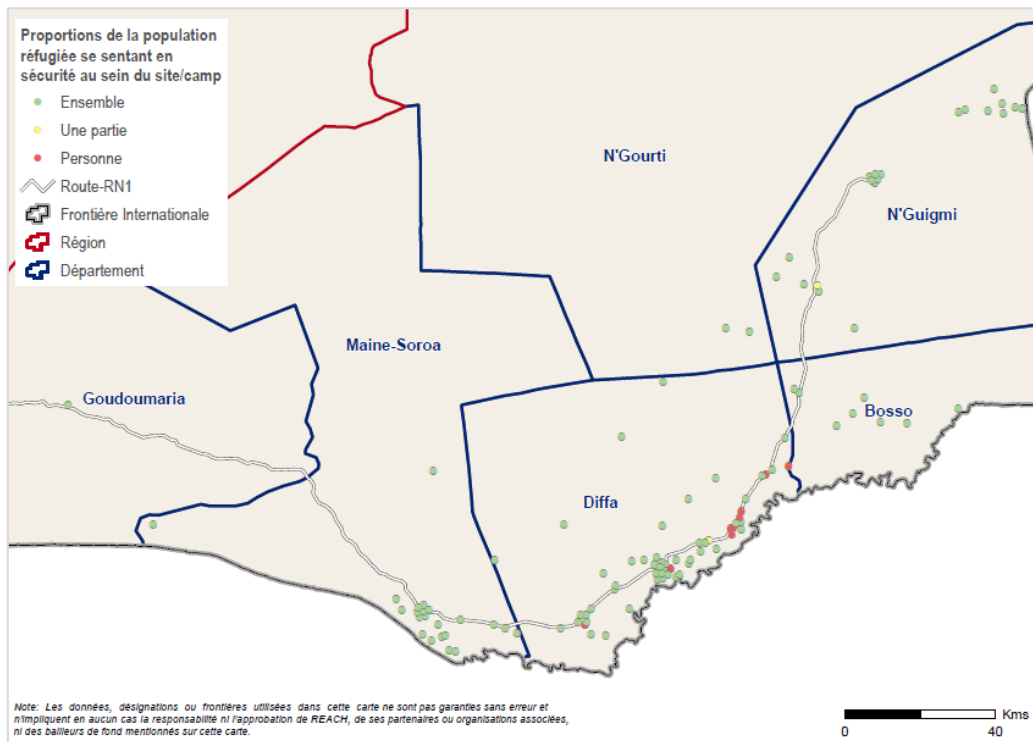 Proportions de la population
réfugiée se sentant en
sécurité au sein du site/camp
Ensemble
Une partie
Personne
Route-RN1
Frontière Internationale
Région
Département
N'Gourti
N'Guigmi
Maine-Soroa
Goudoumaria
Bosso
Diffa
Note: Les données, désignations ou frontières utilisées dans cette carte ne sont pas garanties sans erreur et
n'impliquent en aucun cas la responsabilité ni l'approbation de REACH, de ses partenaires ou organisations associées,
ni des bailleurs de fond mentionnés sur cette carte.
Kms
0 40